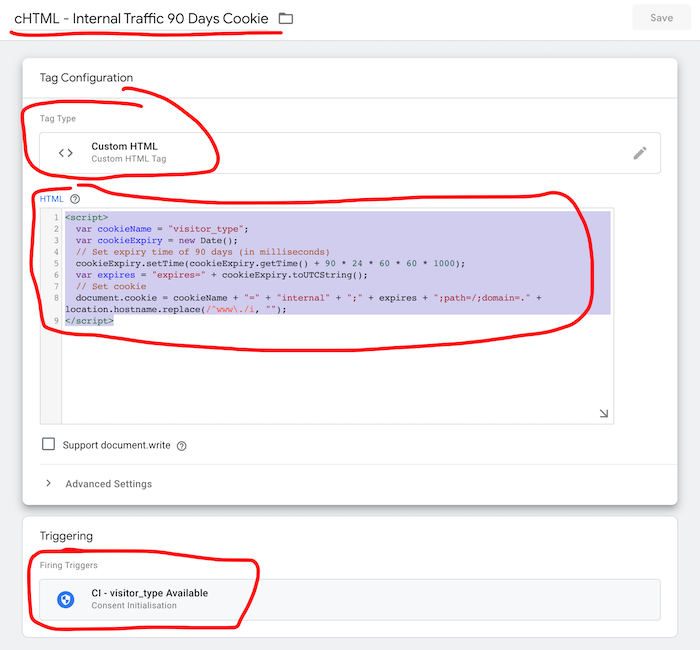 cHTML - Internal Traffic 90 Days Cookie
Save
Tag Configuration
Tag Type
Custom HTML
Custom HTML Tag
HTML
1 <script>
2 var cookieName = "visitor_type";
3 var cookieExpiry = new Date();
4 // Set expiry time of 90 days (in milliseconds)
5 cookieExpiry.setTime(cookieExpiry.getTime() + 90 * 24 * 60 * 60 * 1000);
6 var expires = "expires=" + cookieExpiry.toUTCString();
7 // Set cookie
8 document.cookie = cookieName + "=" + "internal" + ";" + expires + ";path=/;domain=." +
location.hostname.replace(/^www\./i, "");
9 </script>
Support document.write
Advanced Settings
Triggering
Firing Triggers
CI - visitor_type Available
Consent Initialisation